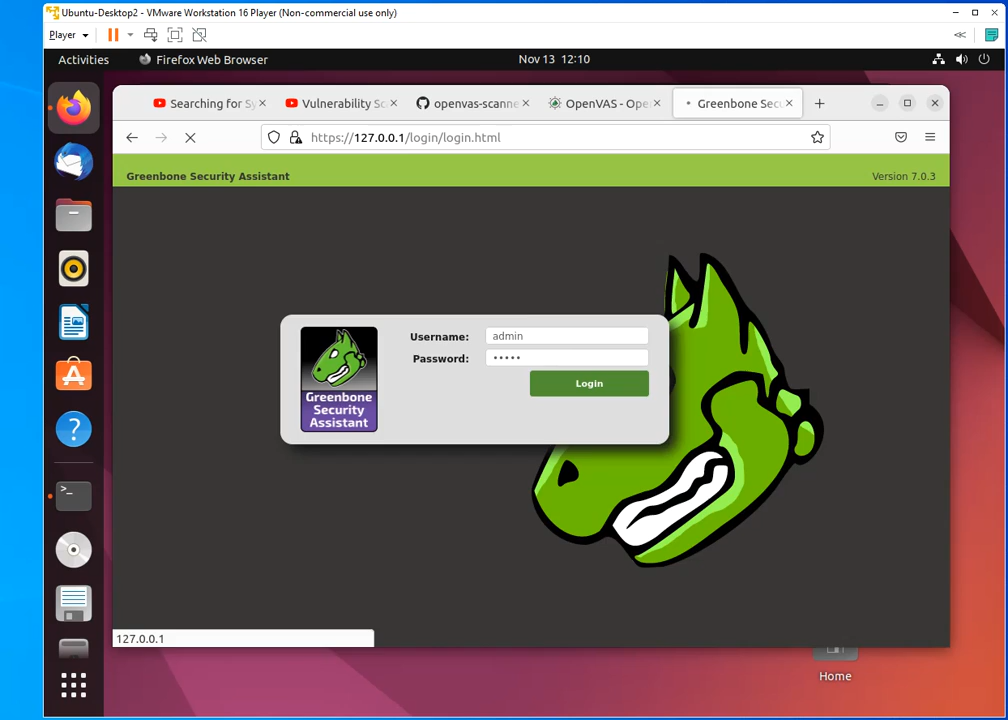 Ubuntu-Desktop2 - VMware Workstation 16 Player (Non-commercial use only)
Player
Activities
Firefox Web Browser
Nov 13 12:10
Searching for Sy
Vulnerability Sc
openvas-scanne
OpenVAS - Ope
Greenbone Secu
https://127.0.0.1/login/login.html
Greenbone Security Assistant
Version 7.0.3
Username:
admin
Password:
•••••
Login
Greenbone
Security
Assistant
127.0.0.1
Home